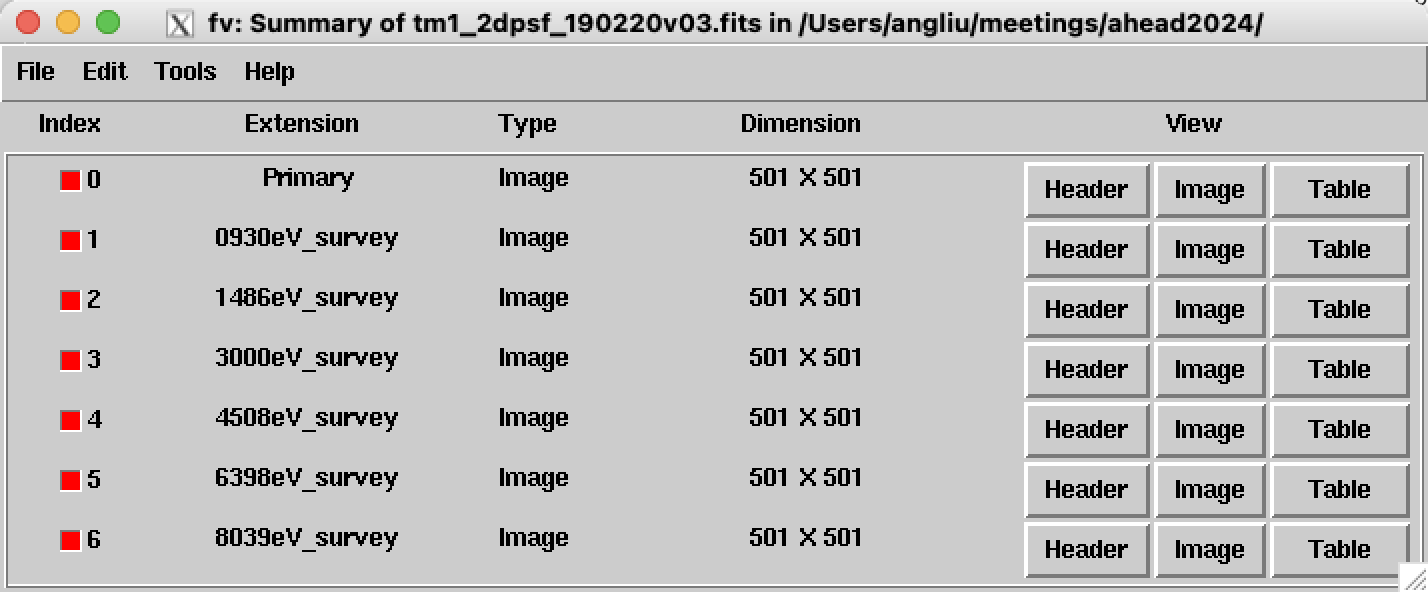 fv: Summary of tm1_2dpsf_190220v03.fits in /Users/angliu/meetings/ahead2024/
File Edit Tools Help
Index Extension Type Dimension View
0 Primary Image 501 X 501 Header Image Table
1 0930eV_survey Image 501 X 501 Header Image Table
2 1486eV_survey Image 501 X 501 Header Image Table
3 3000eV_survey Image 501 X 501 Header Image Table
4 4508eV_survey Image 501 X 501 Header Image Table
5 6398eV_survey Image 501 X 501 Header Image Table
6 8039eV_survey Image 501 X 501 Header Image Table